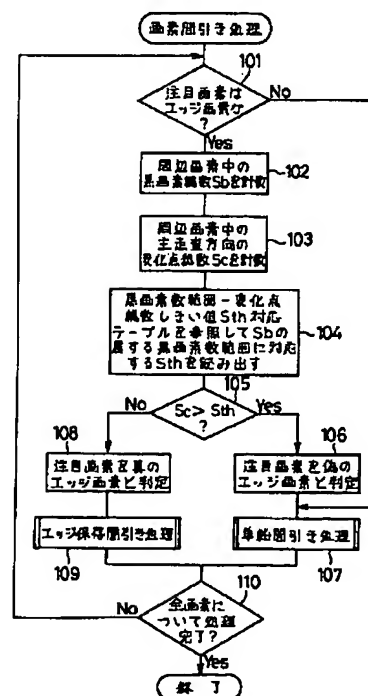 画素間引き処理
101
注目画素は
エッジ画素か
?
No
Yes
周辺画素中の
黒画素総数Sbを計数
102
周辺画素中の
主走査方向の
変化点総数Scを計数
103
黒画素数範囲-変化点
総数しきい値Sth対応
テーブルを参照してSbの
属する黒画素数範囲に対応
するSthを読み出す
104
105
Sc>Sth
?
No
Yes
108
注目画素を真の
エッジ画素と判定
106
注目画素を偽の
エッジ画素と判定
エッジ保存間引き処理
109
単純間引き処理
107
110
全画素に
ついて処理
完了?
No
Yes
終了